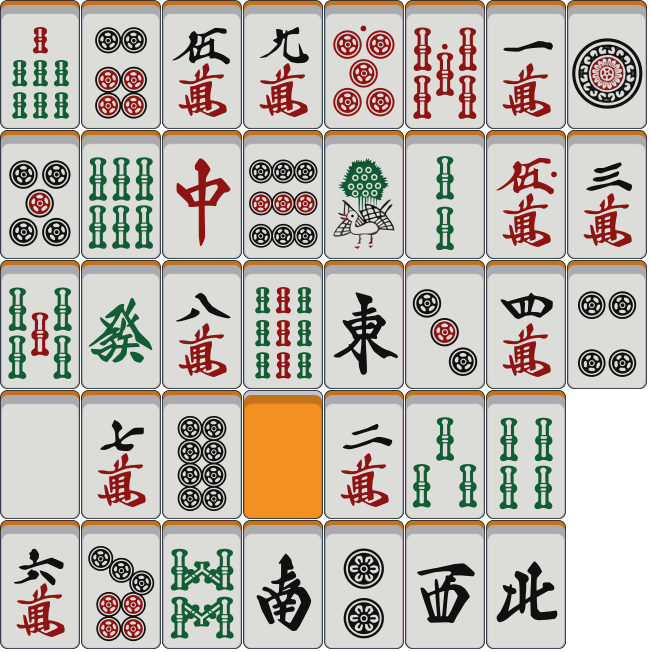 伍萬 九萬 一萬
中 伍萬 三萬
發 八萬 東 四萬
七萬 二萬
六萬 南 西 北